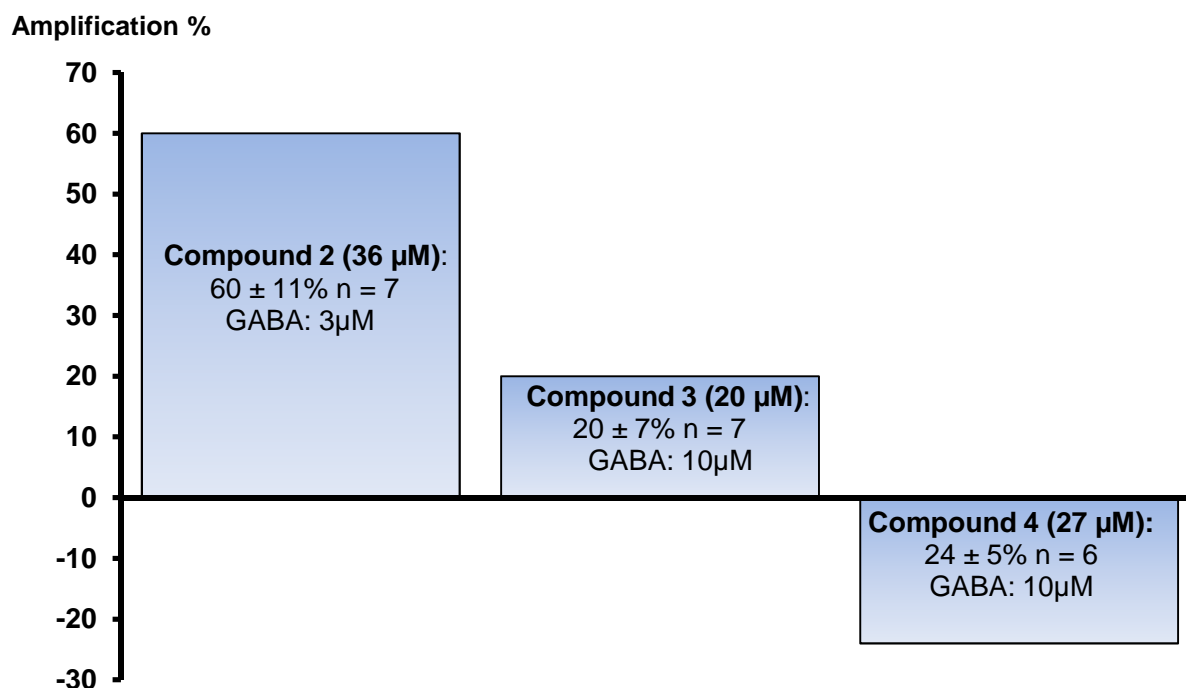 Amplification %
70
60
50
40
30
20
10
0
-10
-20
-30
Compound 2 (36 µM):
60 ± 11% n = 7
GABA: 3µM
Compound 3 (20 µM):
20 ± 7% n = 7
GABA: 10µM
Compound 4 (27 µM):
24 ± 5% n = 6
GABA: 10µM